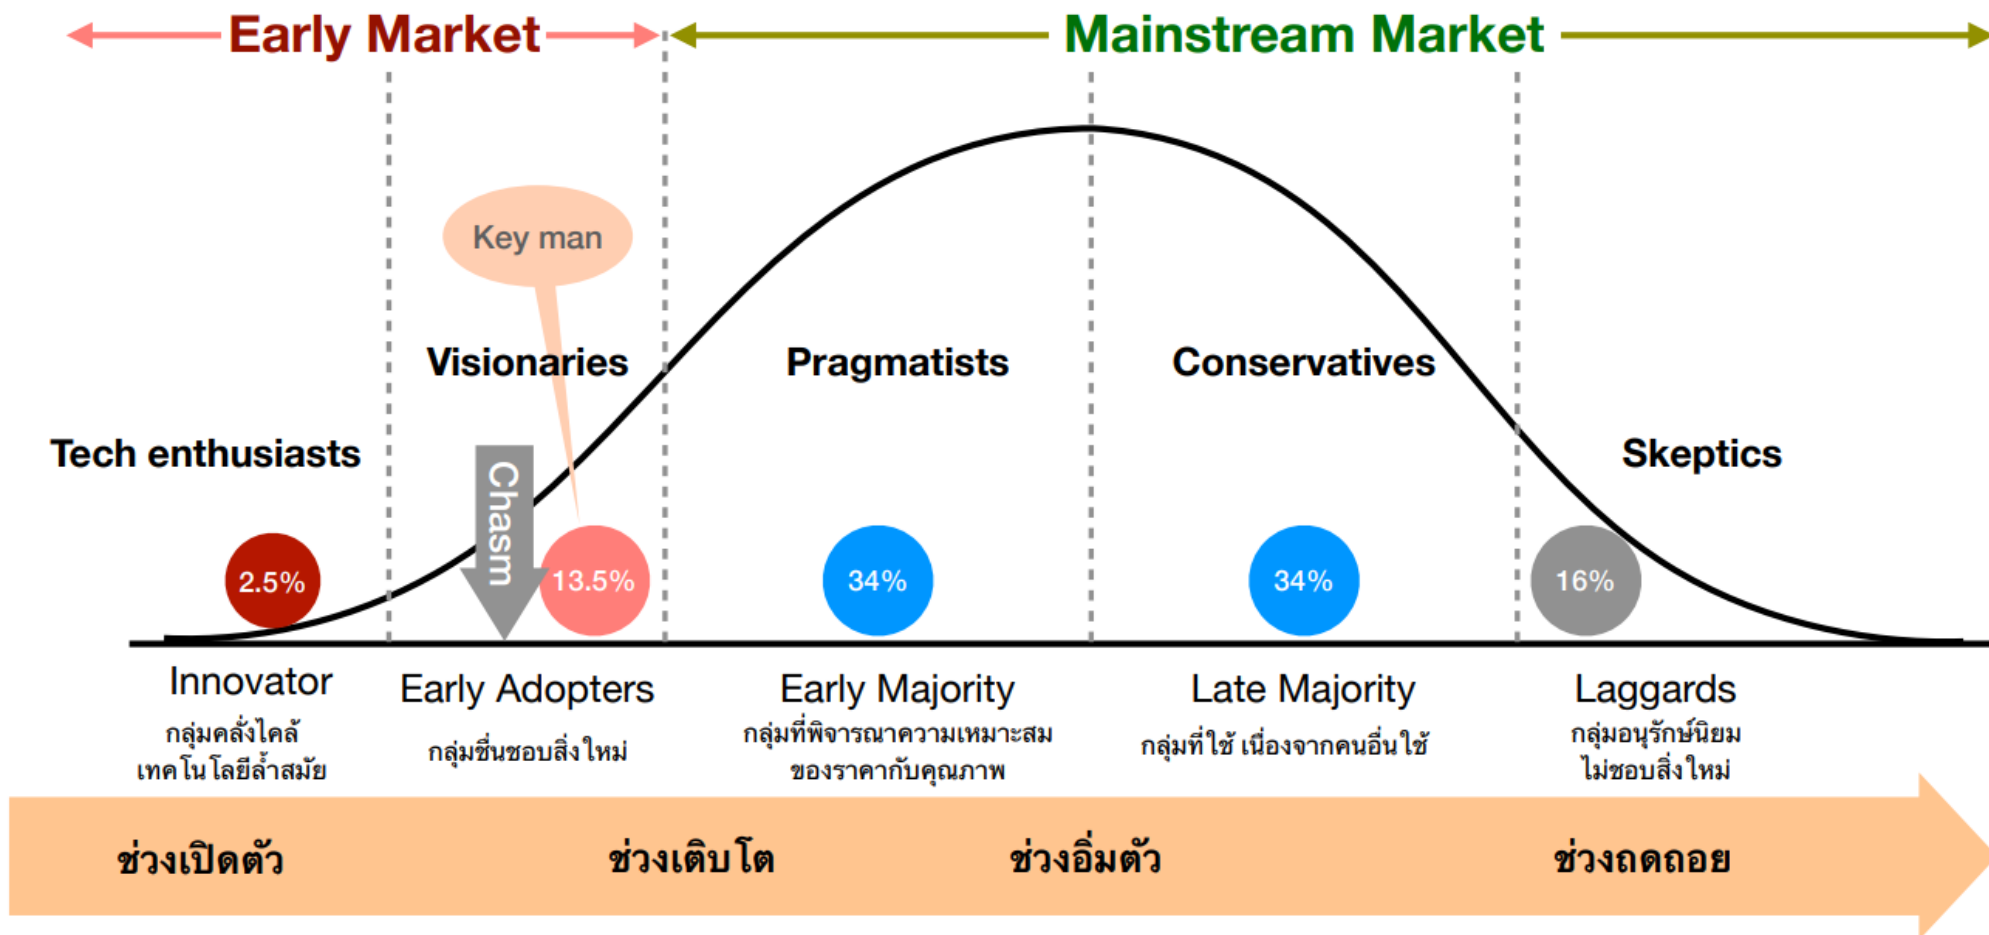 Early Market
Mainstream Market
Key man
Visionaries
Pragmatists
Conservatives
Tech enthusiasts
Skeptics
Chasm
2.5%
13.5%
34%
34%
16%
Innovator
กลุ่มคลั่งไคล้
เทคโนโลยีล้ำสมัย
Early Adopters
กลุ่มชื่นชอบสิ่งใหม่
Early Majority
กลุ่มที่พิจารณาความเหมาะสม
ของราคากับคุณภาพ
Late Majority
กลุ่มที่ใช้ เนื่องจากคนอื่นใช้
Laggards
กลุ่มอนุรักษ์นิยม
ไม่ชอบสิ่งใหม่
ช่วงเปิดตัว
ช่วงเติบโต
ช่วงอิ่มตัว
ช่วงถดถอย